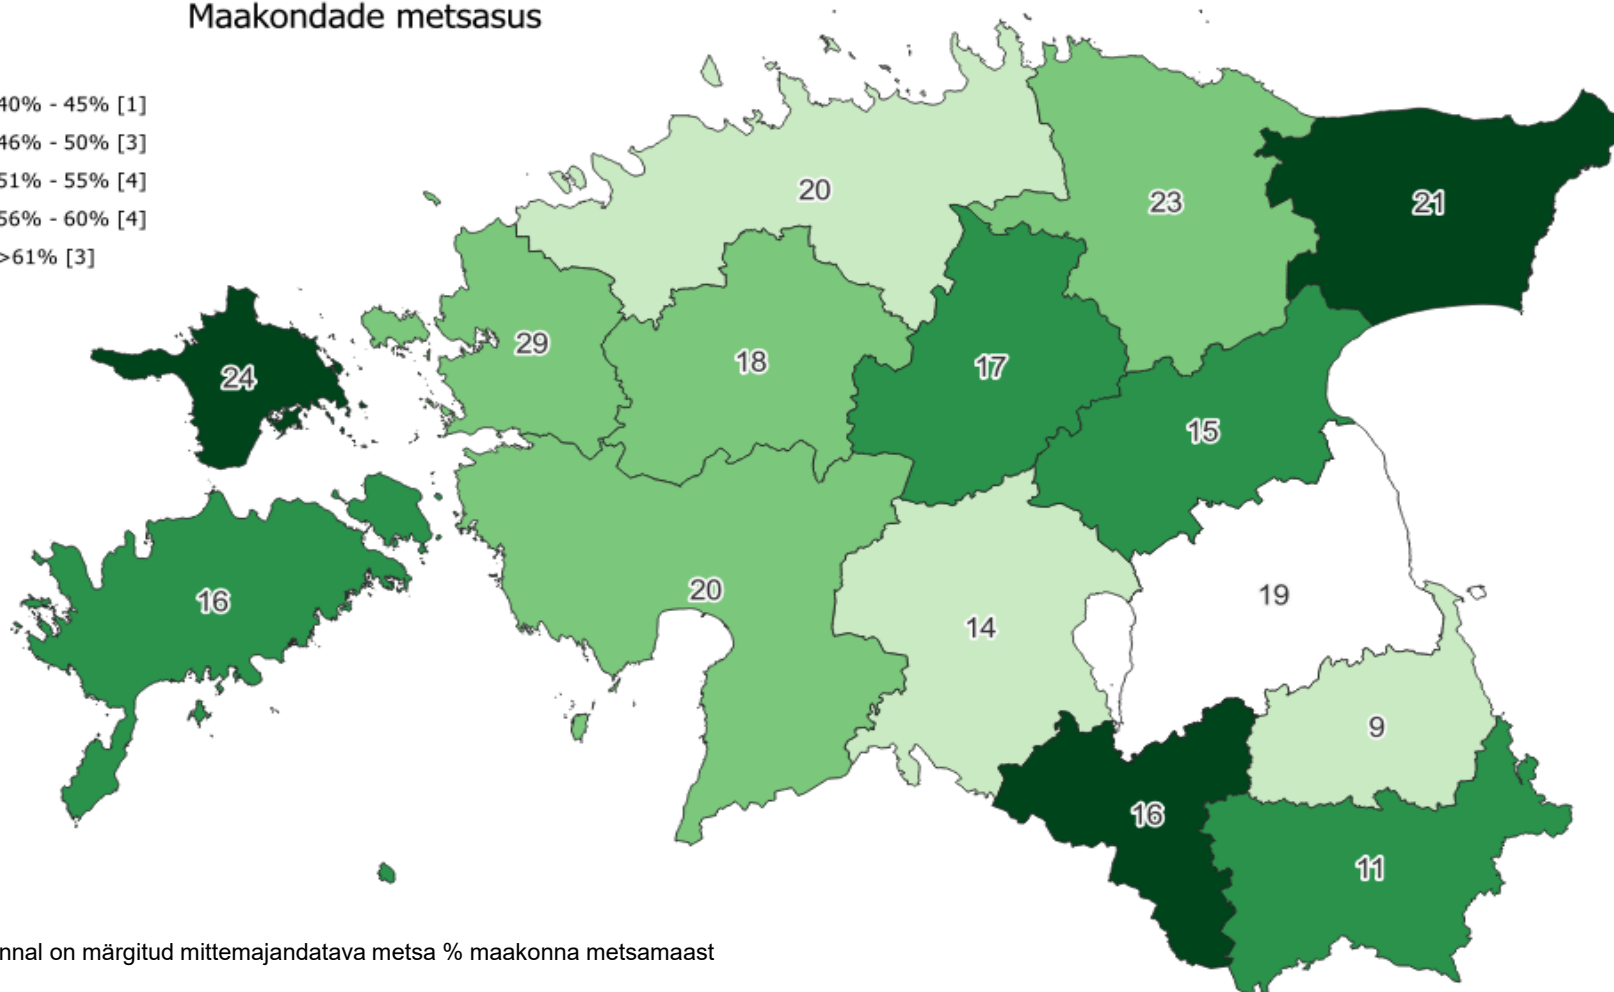 Maakondade metsasus
40% - 45% [1]
46% - 50% [3]
51% - 55% [4]
56% - 60% [4]
>61% [3]
20
23
21
29
18
17
24
15
16
20
14
19
9
16
11
nnal on märgitud mittemajandatava metsa % maakonna metsamaast